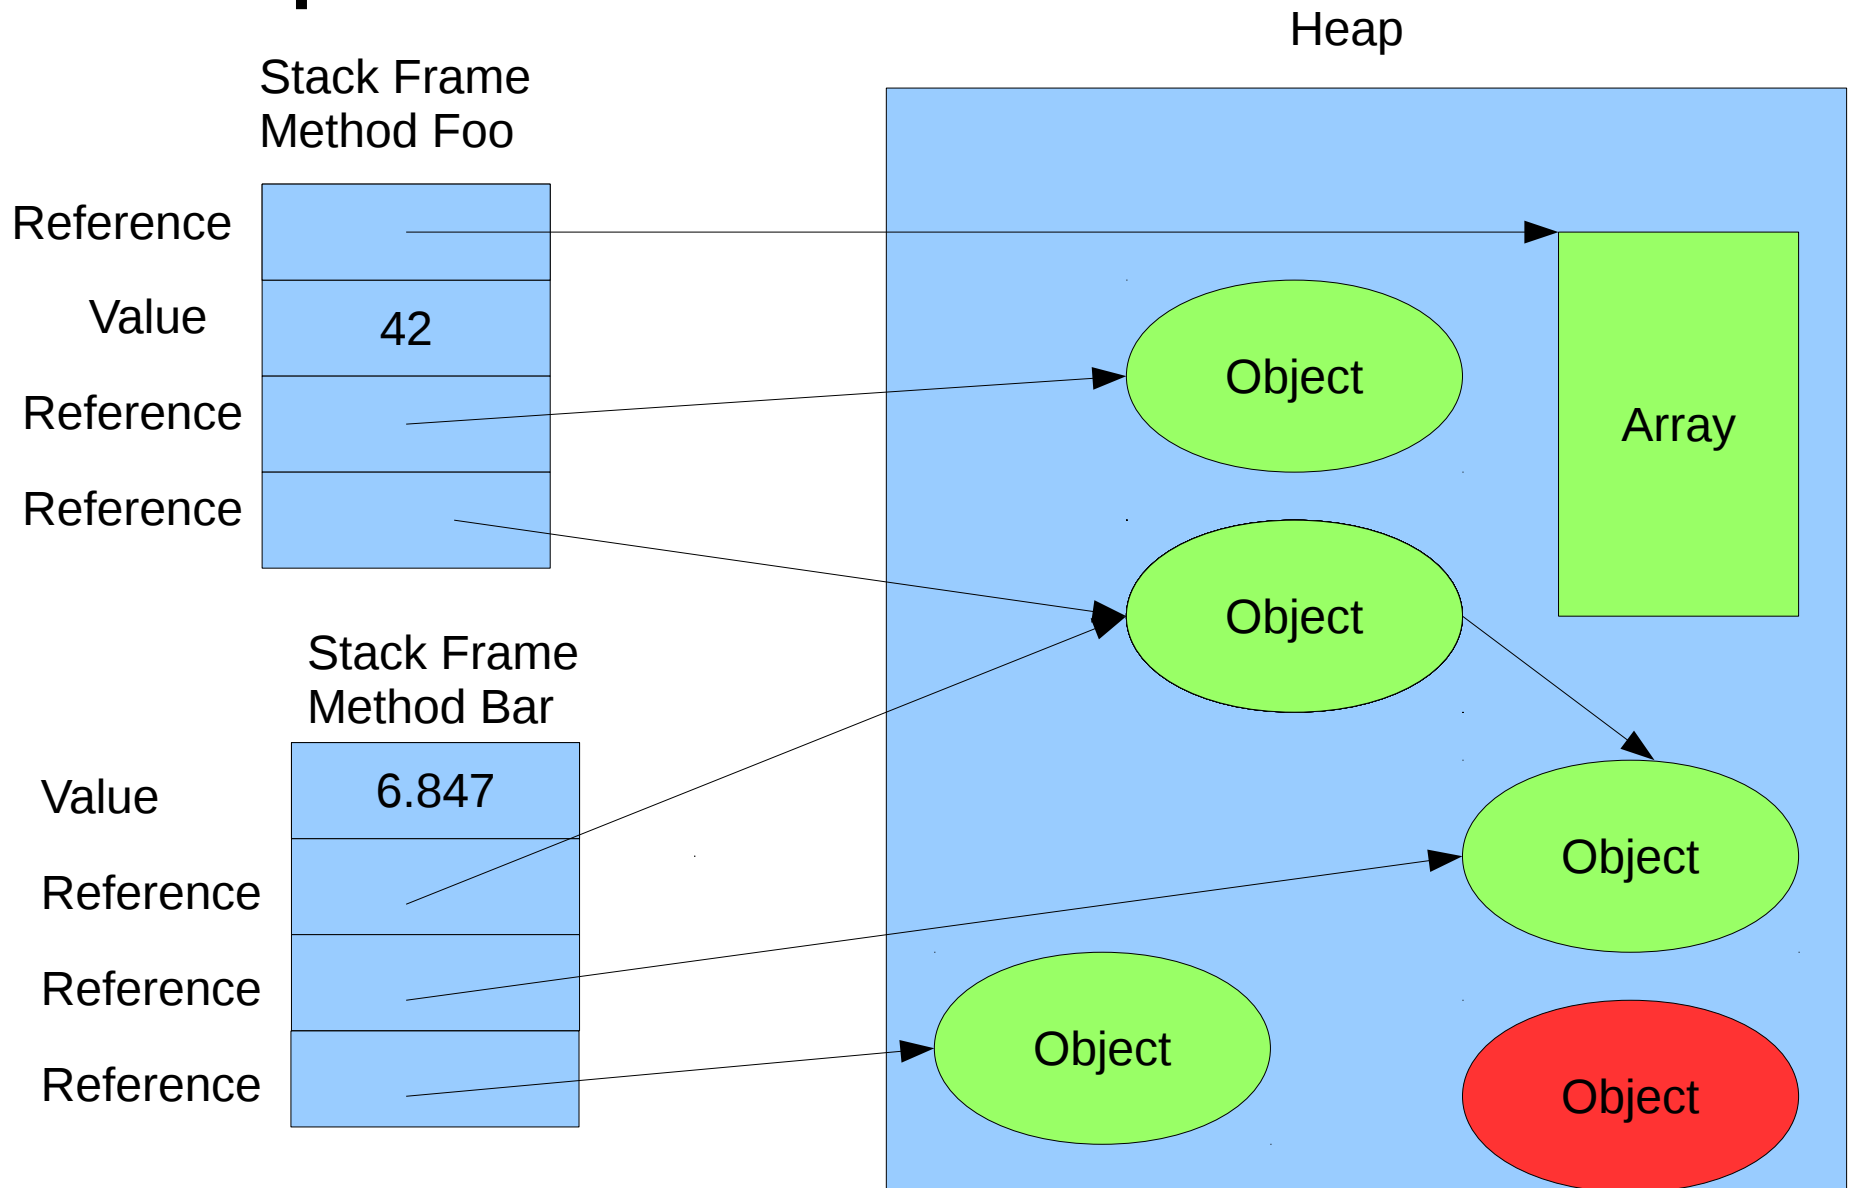 Heap
Stack Frame
Method Foo
Reference
Value
42
Reference
Reference
Object
Array
Object
Stack Frame
Method Bar
Value
6.847
Reference
Reference
Reference
Object
Object
Object